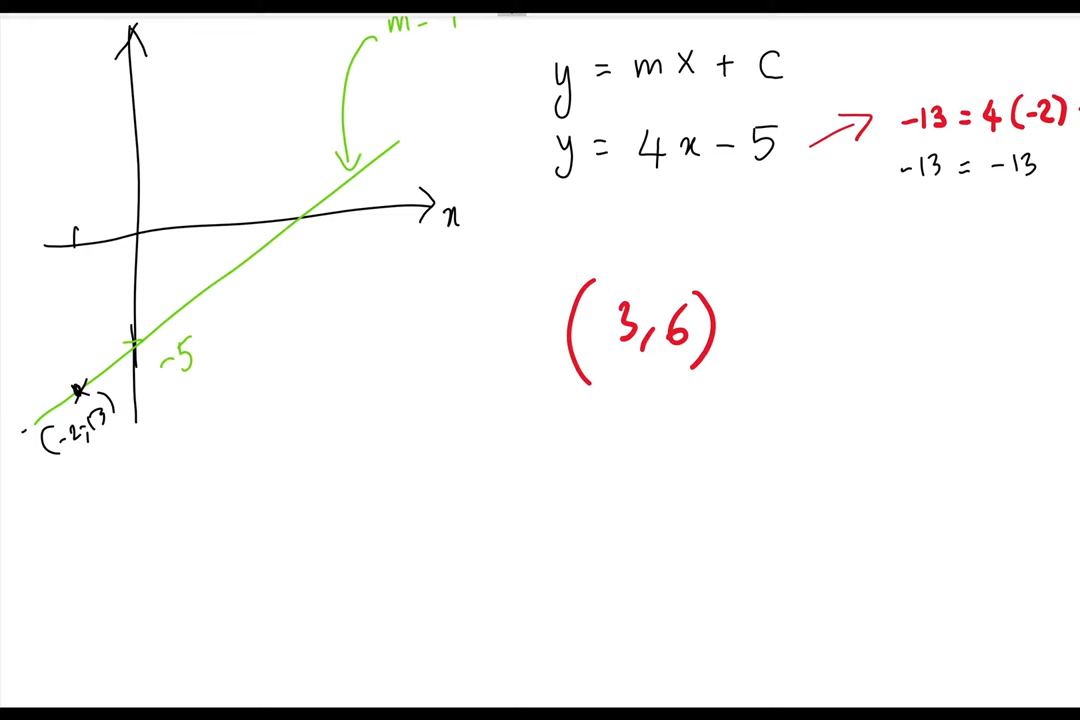 y = mx + c
y = 4x - 5
-13 = 4(-2)
-13 = -13
x
(3,6)
-5
(-2,-13)